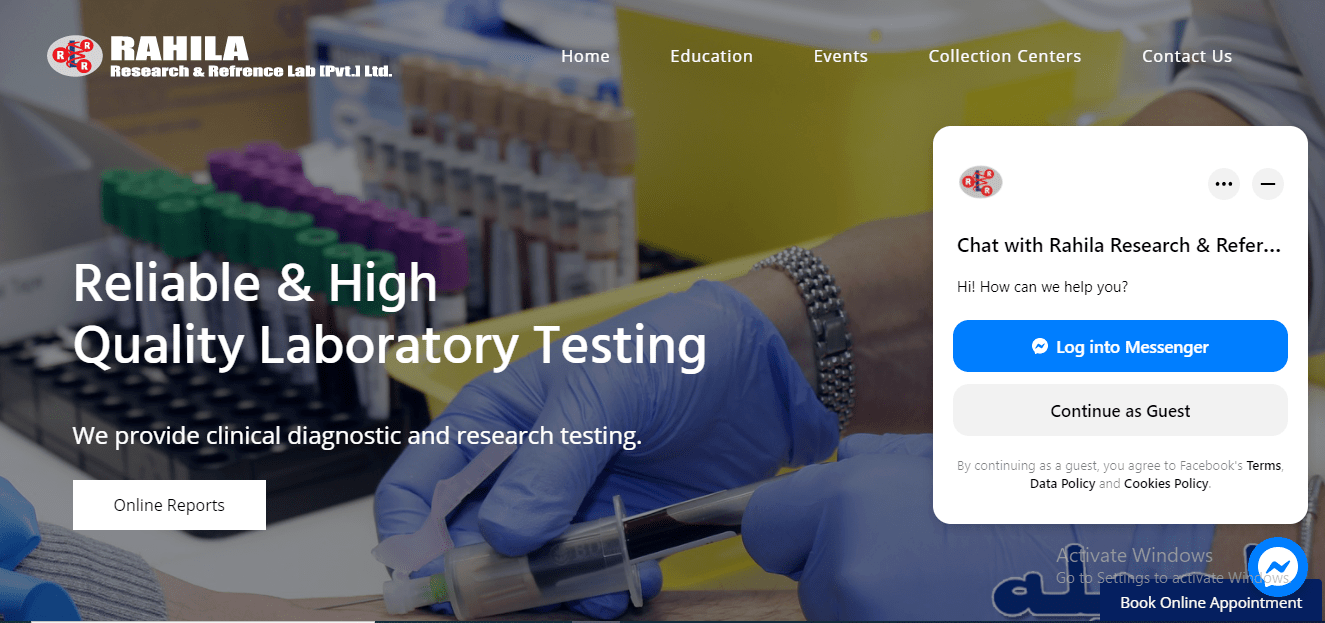 RAHILA
Research & Refrence Lab [Pvt.] Ltd.
Home
Education
Events
Collection Centers
Contact Us
Reliable & High
Quality Laboratory Testing
We provide clinical diagnostic and research testing.
Online Reports
R
R
R
R
R
R
Chat with Rahila Research & Refer...
Hi! How can we help you?
Log into Messenger
Continue as Guest
By continuing as a guest, you agree to Facebook's Terms,
Data Policy and Cookies Policy.
Activate Windows
Go to Settings to activate Windows.
Book Online Appointment